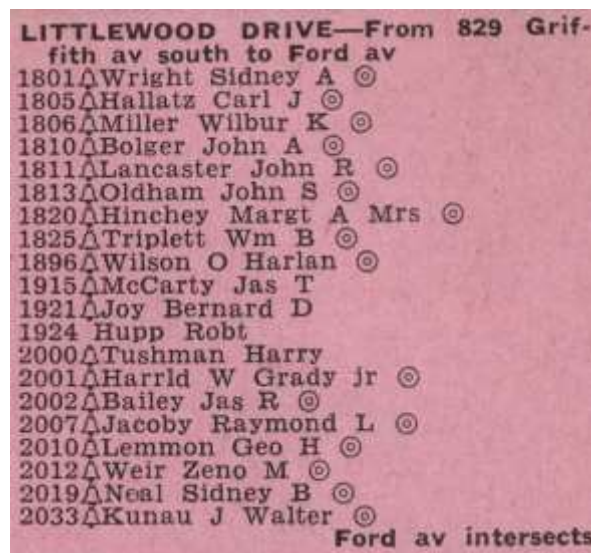 LITTLEWOOD DRIVE—From 829 Grif-
fith av south to Ford av
1801△Wright Sidney A ◎
1805△Hallatz Carl J ◎
1806△Miller Wilbur K ◎
1810△Bolger John A ◎
1811△Lancaster John R ◎
1813△Oldham John S ◎
1820△Hinchey Margt A Mrs ◎
1825△Triplett Wm B ◎
1896△Wilson O Harlan ◎
1915△McCarty Jas T
1921△Joy Bernard D
1924 Hupp Robt
2000△Tushman Harry
2001△Harrld W Grady jr ◎
2002△Bailey Jas R ◎
2007△Jacoby Raymond L ◎
2010△Lemmon Geo H ◎
2012△Weir Zeno M ◎
2019△Neal Sidney B ◎
2033△Kunau J Walter ◎
Ford av intersects